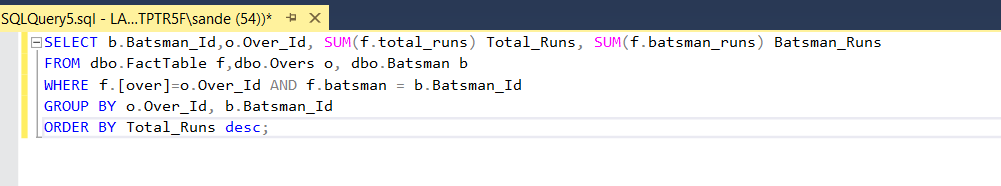 SQLQuery5.sql - LA...TPTR5F\sande (54))*
SELECT b.Batsman_Id,o.Over_Id, SUM(f.total_runs) Total_Runs, SUM(f.batsman_runs) Batsman_Runs
FROM dbo.FactTable f,dbo.Overs o, dbo.Batsman b
WHERE f.[over]=o.Over_Id AND f.batsman = b.Batsman_Id
GROUP BY o.Over_Id, b.Batsman_Id
ORDER BY Total_Runs desc;